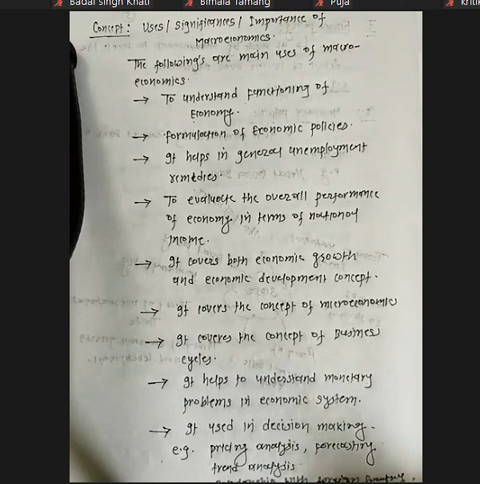 Badal Singh Khati
Bimala Tamang
Puja
kritik
Concept: Uses/ Significances/ Importance of
Macroeconomics.
The following's are main uses of macro-
economics.
→ To understand functioning of
Economy.
→ formulation of Economic policies.
→ It helps in general unemployment
remedies.
→ To evaluate the overall performance
of economy in terms of national
income.
→ It covers both economic growth
and economic development concept.
→ It covers the concept of microeconomics
→ It coveres the concept of Business
cycles.
→ It helps to understand monetary
problems in economic system.
→ It used in decision making.
e.g. pricing analysis, forecasting
trend analysis